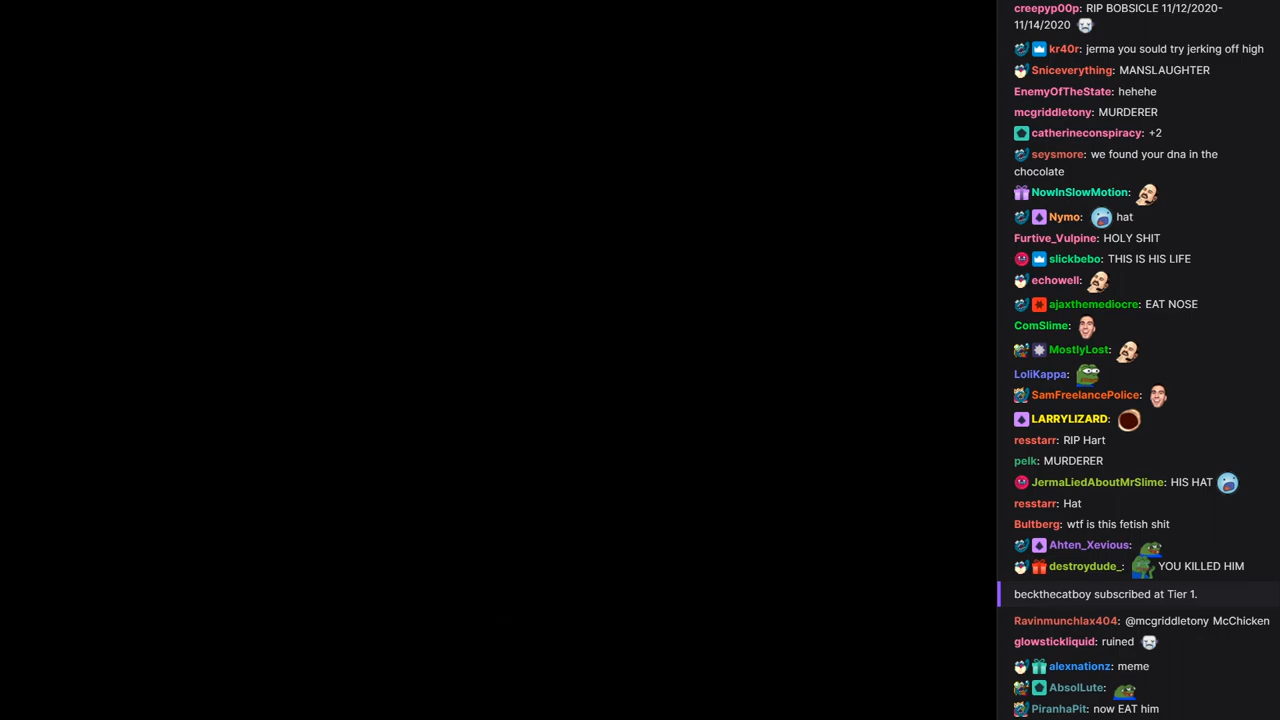 creepyp00p: RIP BOBSICLE 11/12/2020-
11/14/2020
kr40r: jerma you sould try jerking off high
Sniceverything: MANSLAUGHTER
EnemyOfTheState: hehehe
mcgriddletony: MURDERER
catherineconspiracy: +2
seysmore: we found your dna in the
chocolate
NowInSlowMotion:
Nymo: hat
Furtive_Vulpine: HOLY SHIT
slickbebo: THIS IS HIS LIFE
echowell:
ajaxthemediocre: EAT NOSE
ComSlime:
MostlyLost:
LoliKappa:
SamFreelancePolice:
LARRYLIZARD:
resstarr: RIP Hart
pelk: MURDERER
JermaLiedAboutMrSlime: HIS HAT
resstarr: Hat
Bultberg: wtf is this fetish shit
Ahten_Xevious:
destroydude_: YOU KILLED HIM
beckthecatboy subscribed at Tier 1.
Ravinmunchlax404: @mcgriddletony McChicken
glowstickliquid: ruined
alexnationz: meme
AbsolLute:
PiranhaPit: now EAT him